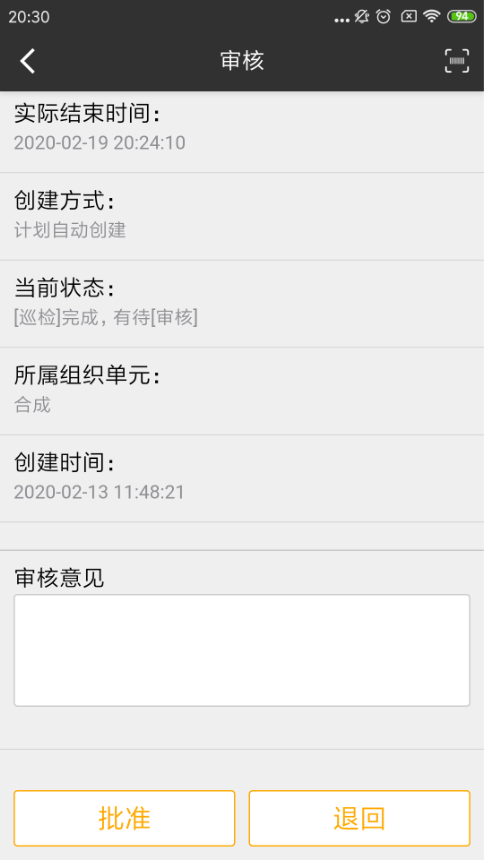 20:30
94
审核
实际结束时间:
2020-02-19 20:24:10
创建方式:
计划自动创建
当前状态:
[巡检]完成, 有待[审核]
所属组织单元:
合成
创建时间:
2020-02-13 11:48:21
审核意见
批准 退回